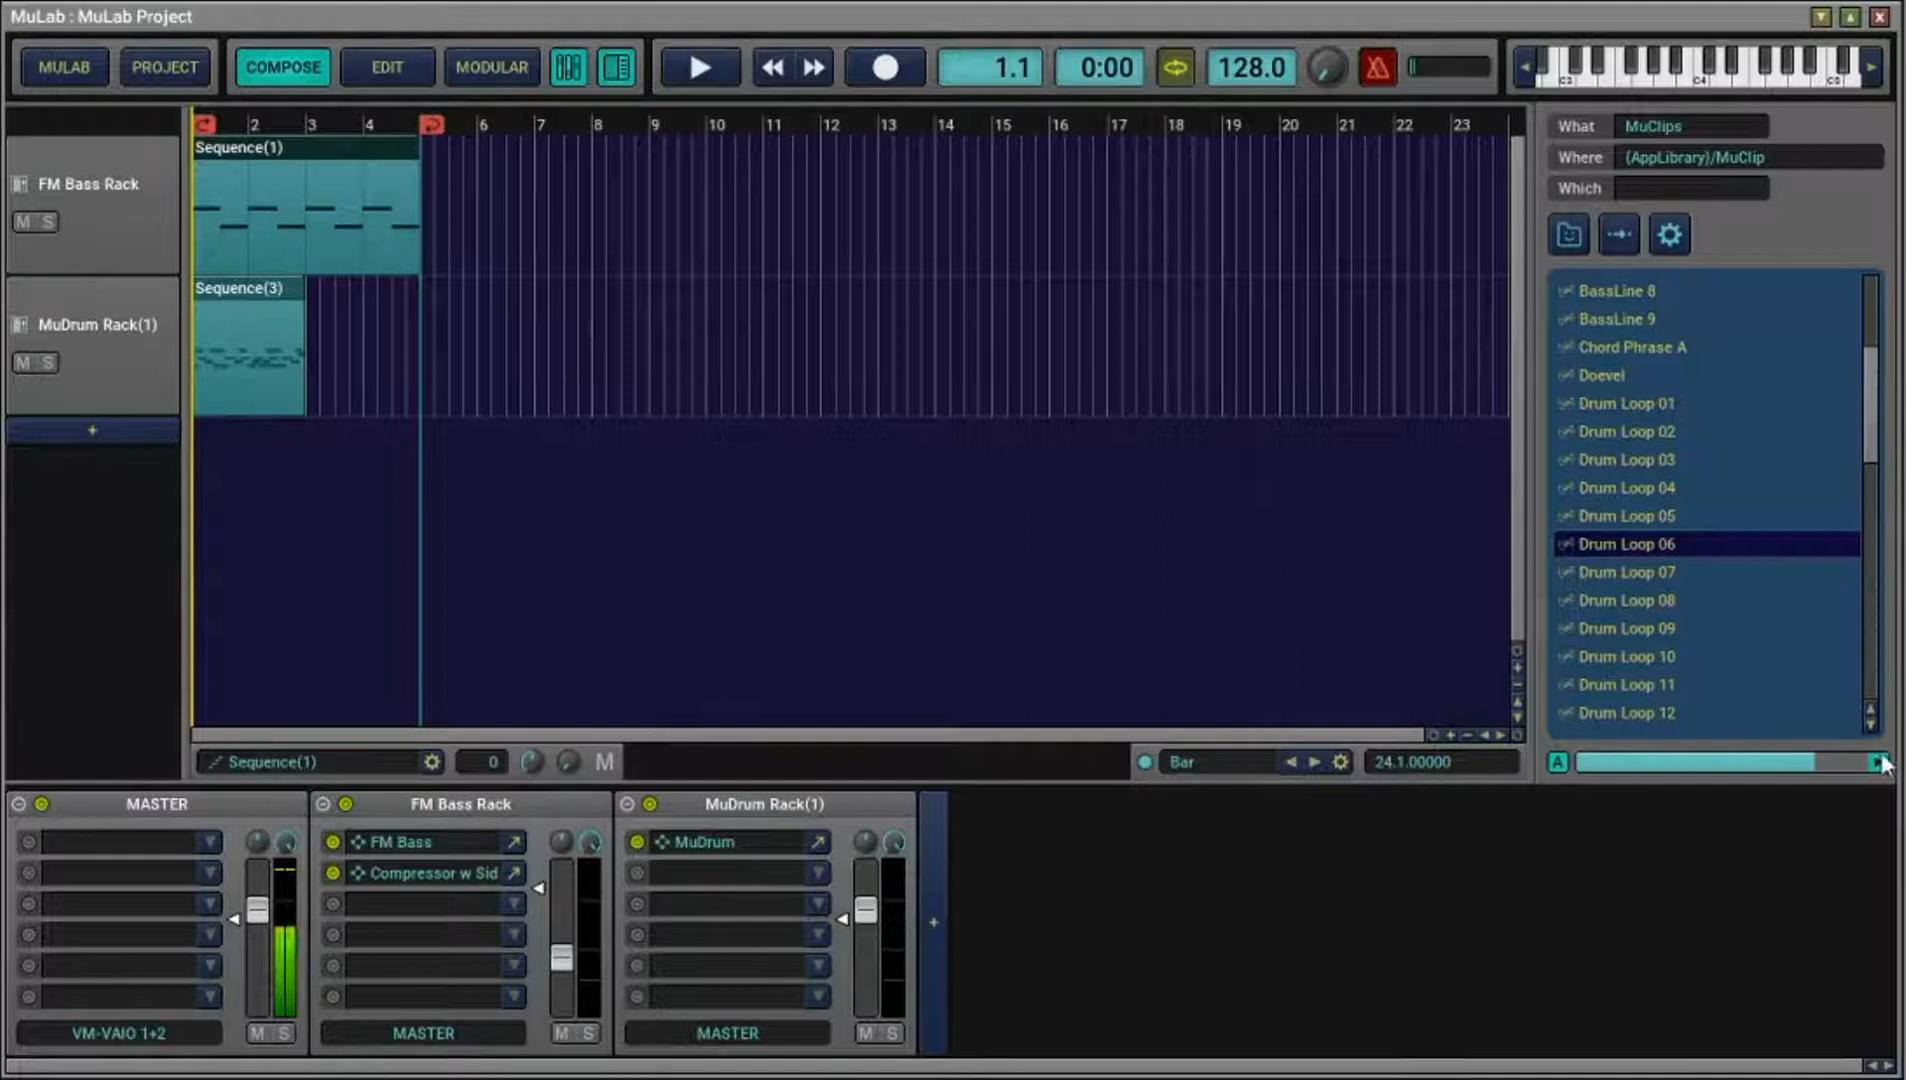 MuLab : MuLab Project
MULAB PROJECT COMPOSE EDIT MODULAR 1.1 0:00 128.0
C3 C4 C5
2 3 4 6 7 8 9 10 11 12 13 14 15 16 17 18 19 20 21 22 23
What MuClips
Where (AppLibrary)/MuClip
Which
FM Bass Rack
M S
Sequence(1)
MuDrum Rack(1)
M S
Sequence(3)
+
BassLine 8
BassLine 9
Chord Phrase A
Doevel
Drum Loop 01
Drum Loop 02
Drum Loop 03
Drum Loop 04
Drum Loop 05
Drum Loop 06
Drum Loop 07
Drum Loop 08
Drum Loop 09
Drum Loop 10
Drum Loop 11
Drum Loop 12
Sequence(1) 0 M Bar 24.1.00000 A
MASTER
VM-VAIO 1+2 M S
FM Bass Rack
FM Bass
Compressor w Sid
MASTER M S
MuDrum Rack(1)
MuDrum
MASTER M S
+